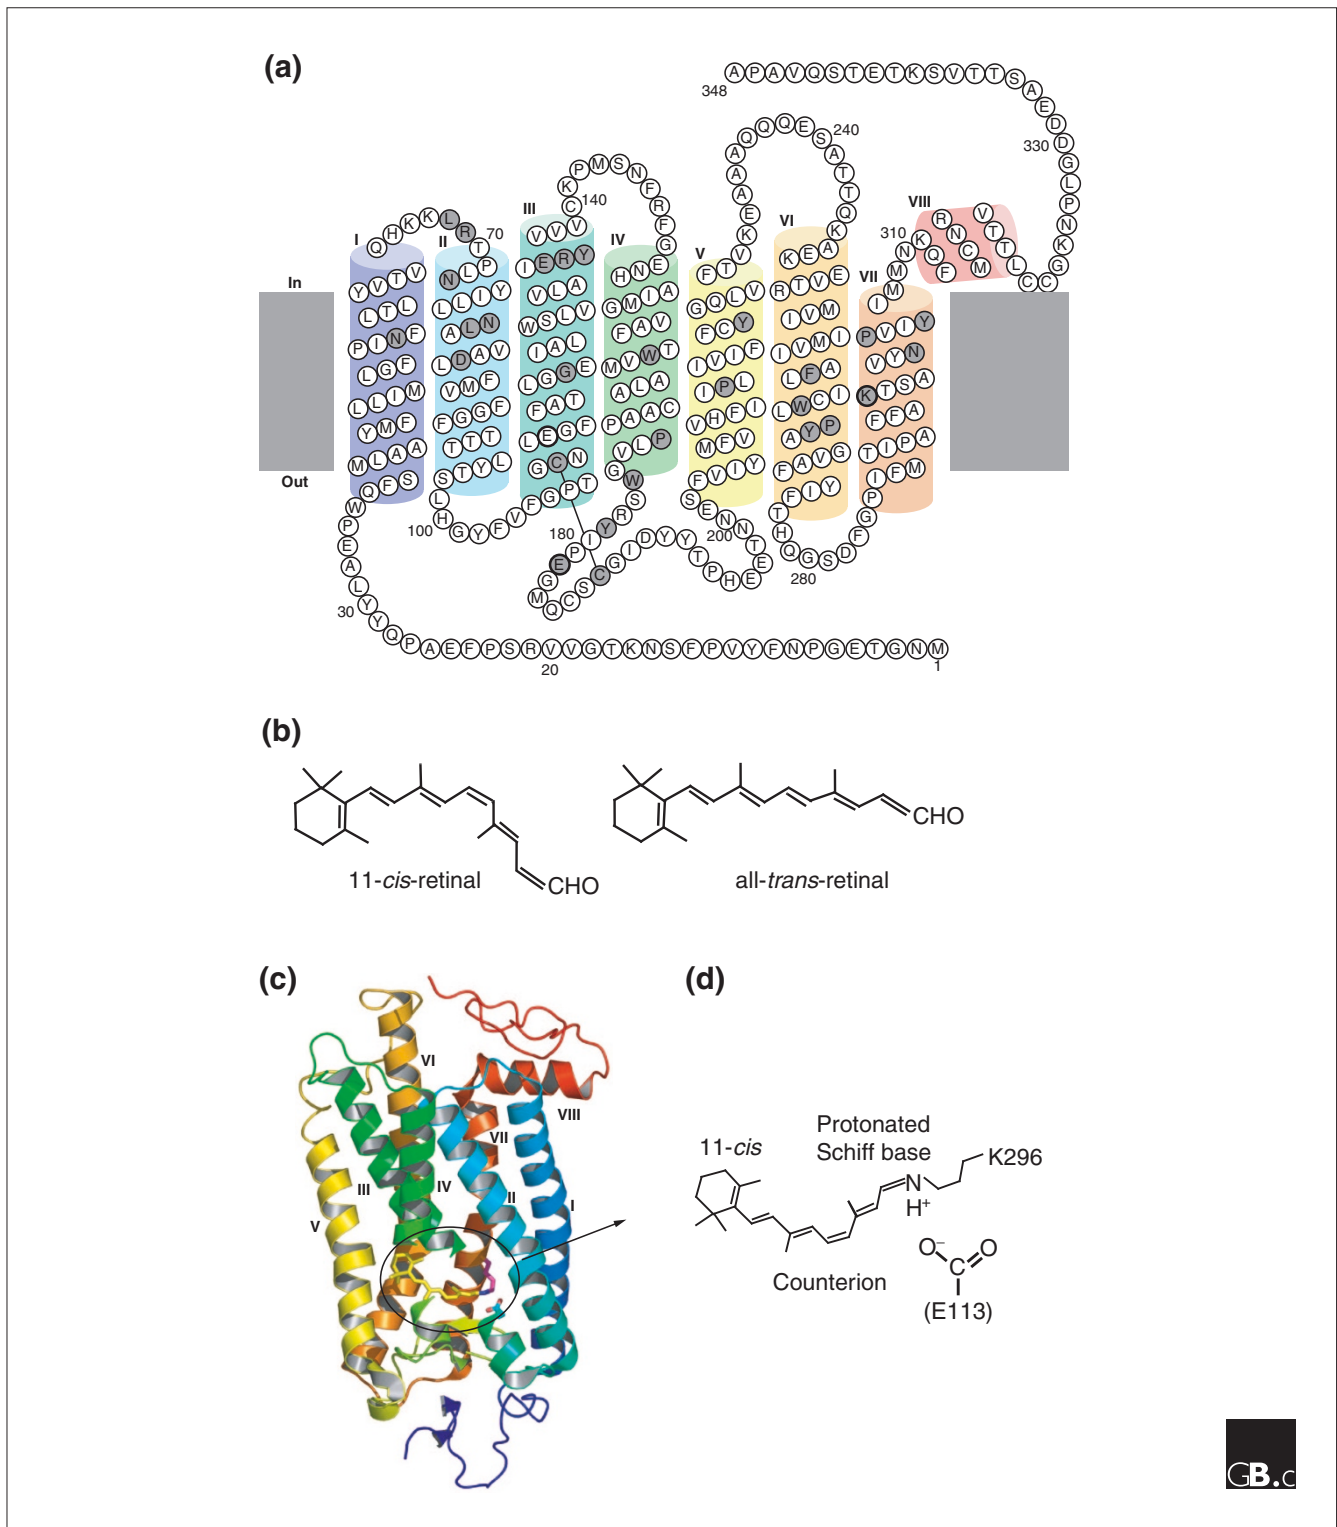 (a)
A P A V Q S T E T K S V T T S A E D D G L P N K G C C
348
330
Q Q Q E S A T T Q K
A A A E K V
240
P M S N F R F G
K C
140
III
VIII
R V
N T
C T
M L
K Q F
310
N M M I
Q H K K L R T
70
I
II
IV
V
VI
VII
In
Out
Y V T V
L T L
P I N F
L G F
L L I M
Y M F
M L A A
Q F S
N L P
L L I Y
A L N
L D A V
V M F
F G G F
T T T
S T Y L
V V V
I E R Y
V L A
W S L V
I A L
L G G E
F A T
L E G F
G C N
G P T
H N E
G M I A
F A V
M V W T
A L A
P A A C
V L P
G W
F T V
G Q L V
F C Y
I V I F
I P L
V H F I
M F V
F V I Y
K E A
R T V E
I V M
I V M I
L F A
L W C I
A Y P
F A V G
T F I Y
P V I Y
V Y N
K T S A
F F A
T I P A
I F M
W P E A L Y Y Q P A E F P S R V V G T K N S F P V Y F N P G E T G N M
30
20
1
L H G Y F V F
100
S R Y I P E G M Q C S C G I D Y Y T P H E E T N N E S
180
200
H Q G S D F G P
280
(b)
CHO
CHO
11-cis-retinal
all-trans-retinal
(c)
(d)
VI
VIII
VII
III
IV
II
I
V
11-cis
Protonated
Schiff base
K296
N
H+
O− O
C
Counterion
(E113)
GB.c